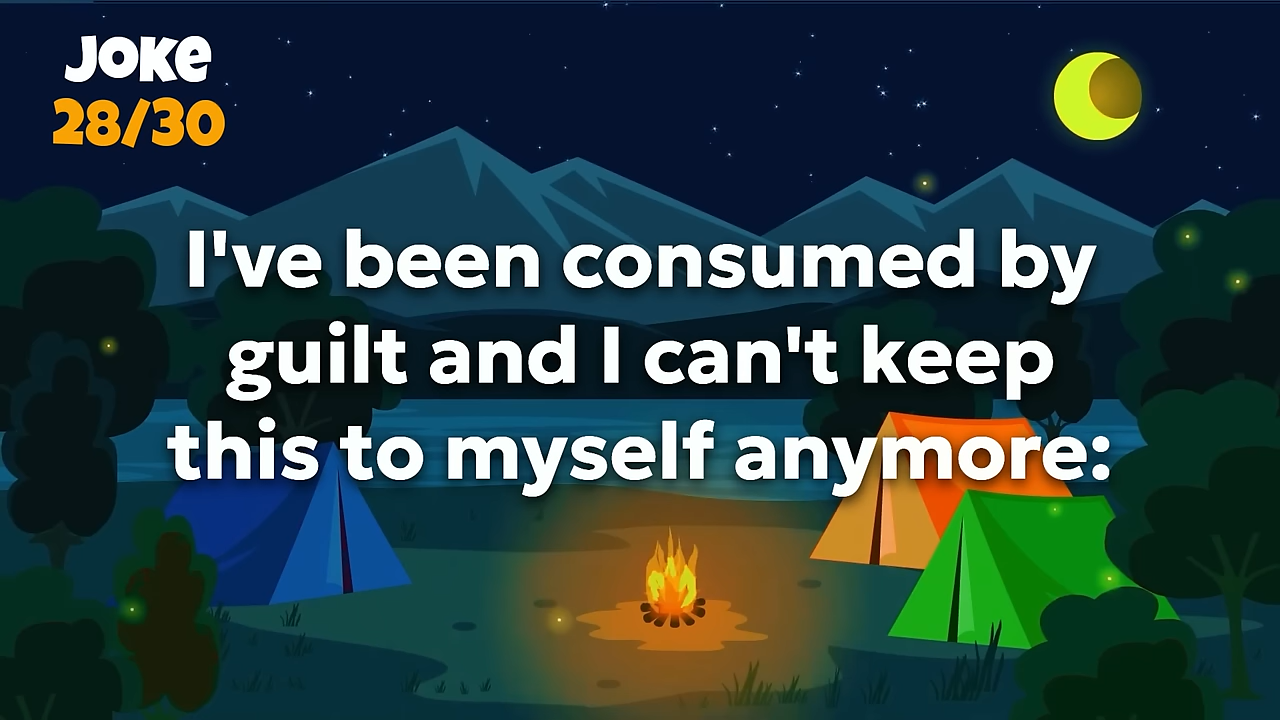 Joke
28/30
I've been consumed by
guilt and I can't keep
this to myself anymore: